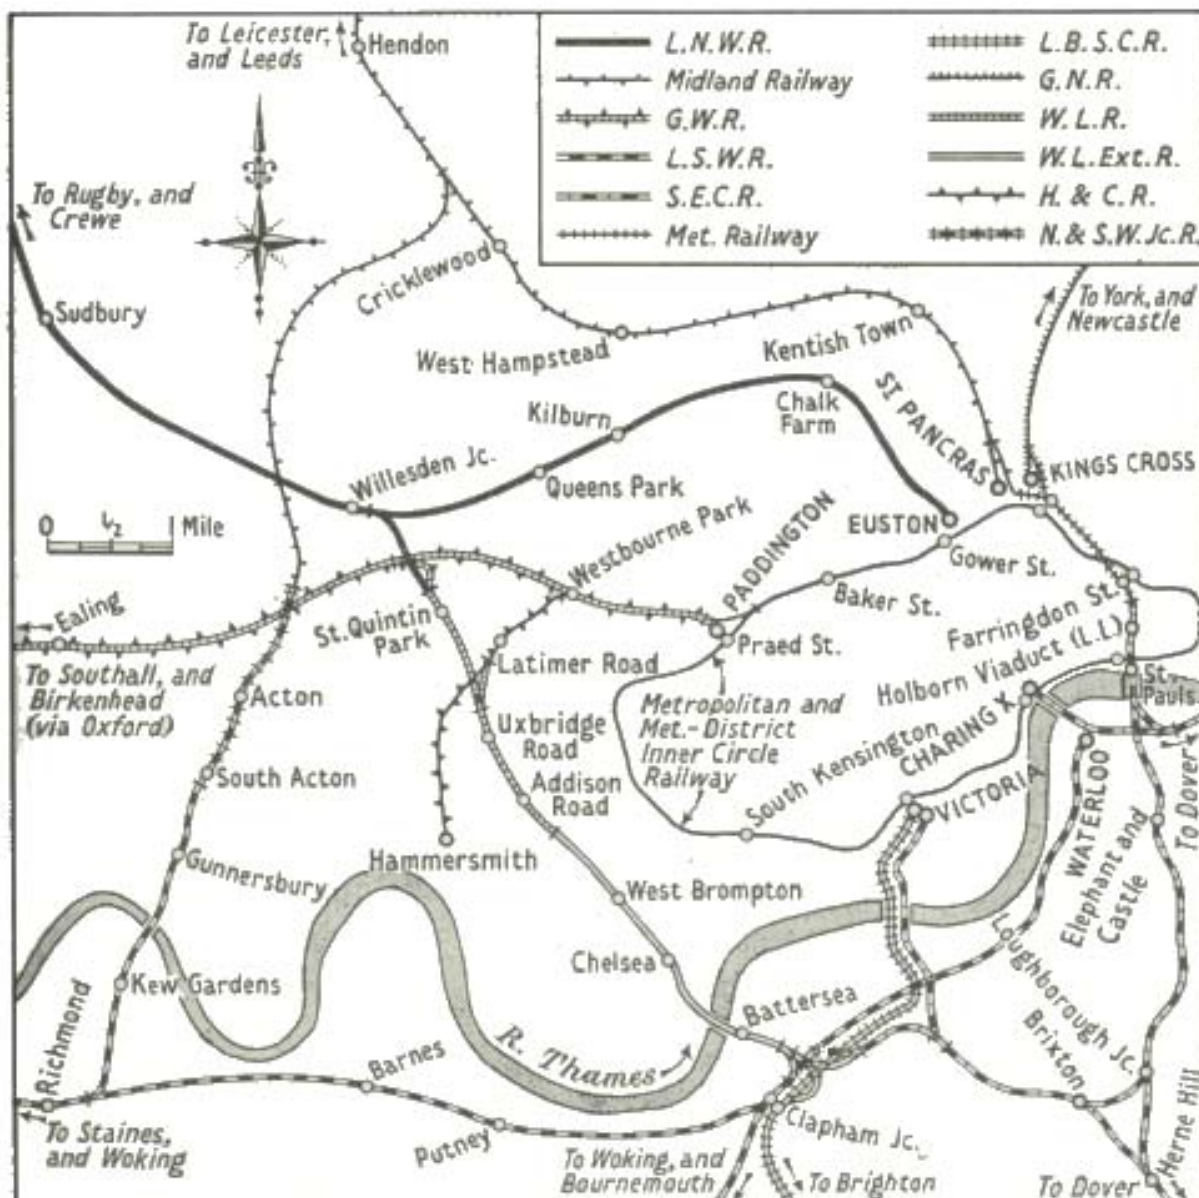 To Leicester,
and Leeds
Hendon
L.N.W.R.
Midland Railway
G.W.R.
L.S.W.R.
S.E.C.R.
Met. Railway
L.B.S.C.R.
G.N.R.
W.L.R.
W.L.Ext.R.
H. & C.R.
N.& S.W.Jc.R.
To Rugby, and
Crewe
Sudbury
Cricklewood
West Hampstead
Kentish Town
To York, and
Newcastle
Kilburn
Chalk
Farm
ST PANCRAS
KINGS CROSS
Willesden Jc.
Queens Park
EUSTON
0 ½ 1 Mile
Westbourne Park
PADDINGTON
Gower St.
Baker St.
Ealing
St. Quintin
Park
Praed St.
Farringdon St.
Holborn Viaduct (L.L)
St.
Pauls
To Southall, and
Birkenhead
(via Oxford)
Acton
Latimer Road
Metropolitan and
Met.-District
Inner Circle
Railway
Uxbridge
Road
South Acton
Addison
Road
South Kensington
CHARING X
VICTORIA
WATERLOO
To Dover
Gunnersbury
Hammersmith
West Brompton
Elephant and
Castle
Kew Gardens
Chelsea
Battersea
Loughborough Jc.
Brixton
Richmond
Barnes
R. Thames
Herne Hill
To Staines,
and Woking
Putney
Clapham Jc.
To Woking, and
Bournemouth
To Brighton
To Dover